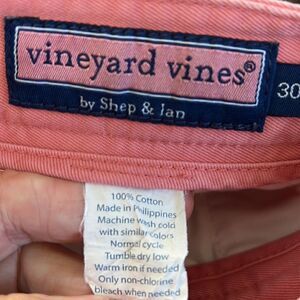 vineyard vines®
by Shep & Ian
30
100% Cotton
Made in Philippines
Machine wash cold
with similar colors
Normal cycle
Tumble dry low
Warm iron if needed
Only non-chlorine
bleach when needed